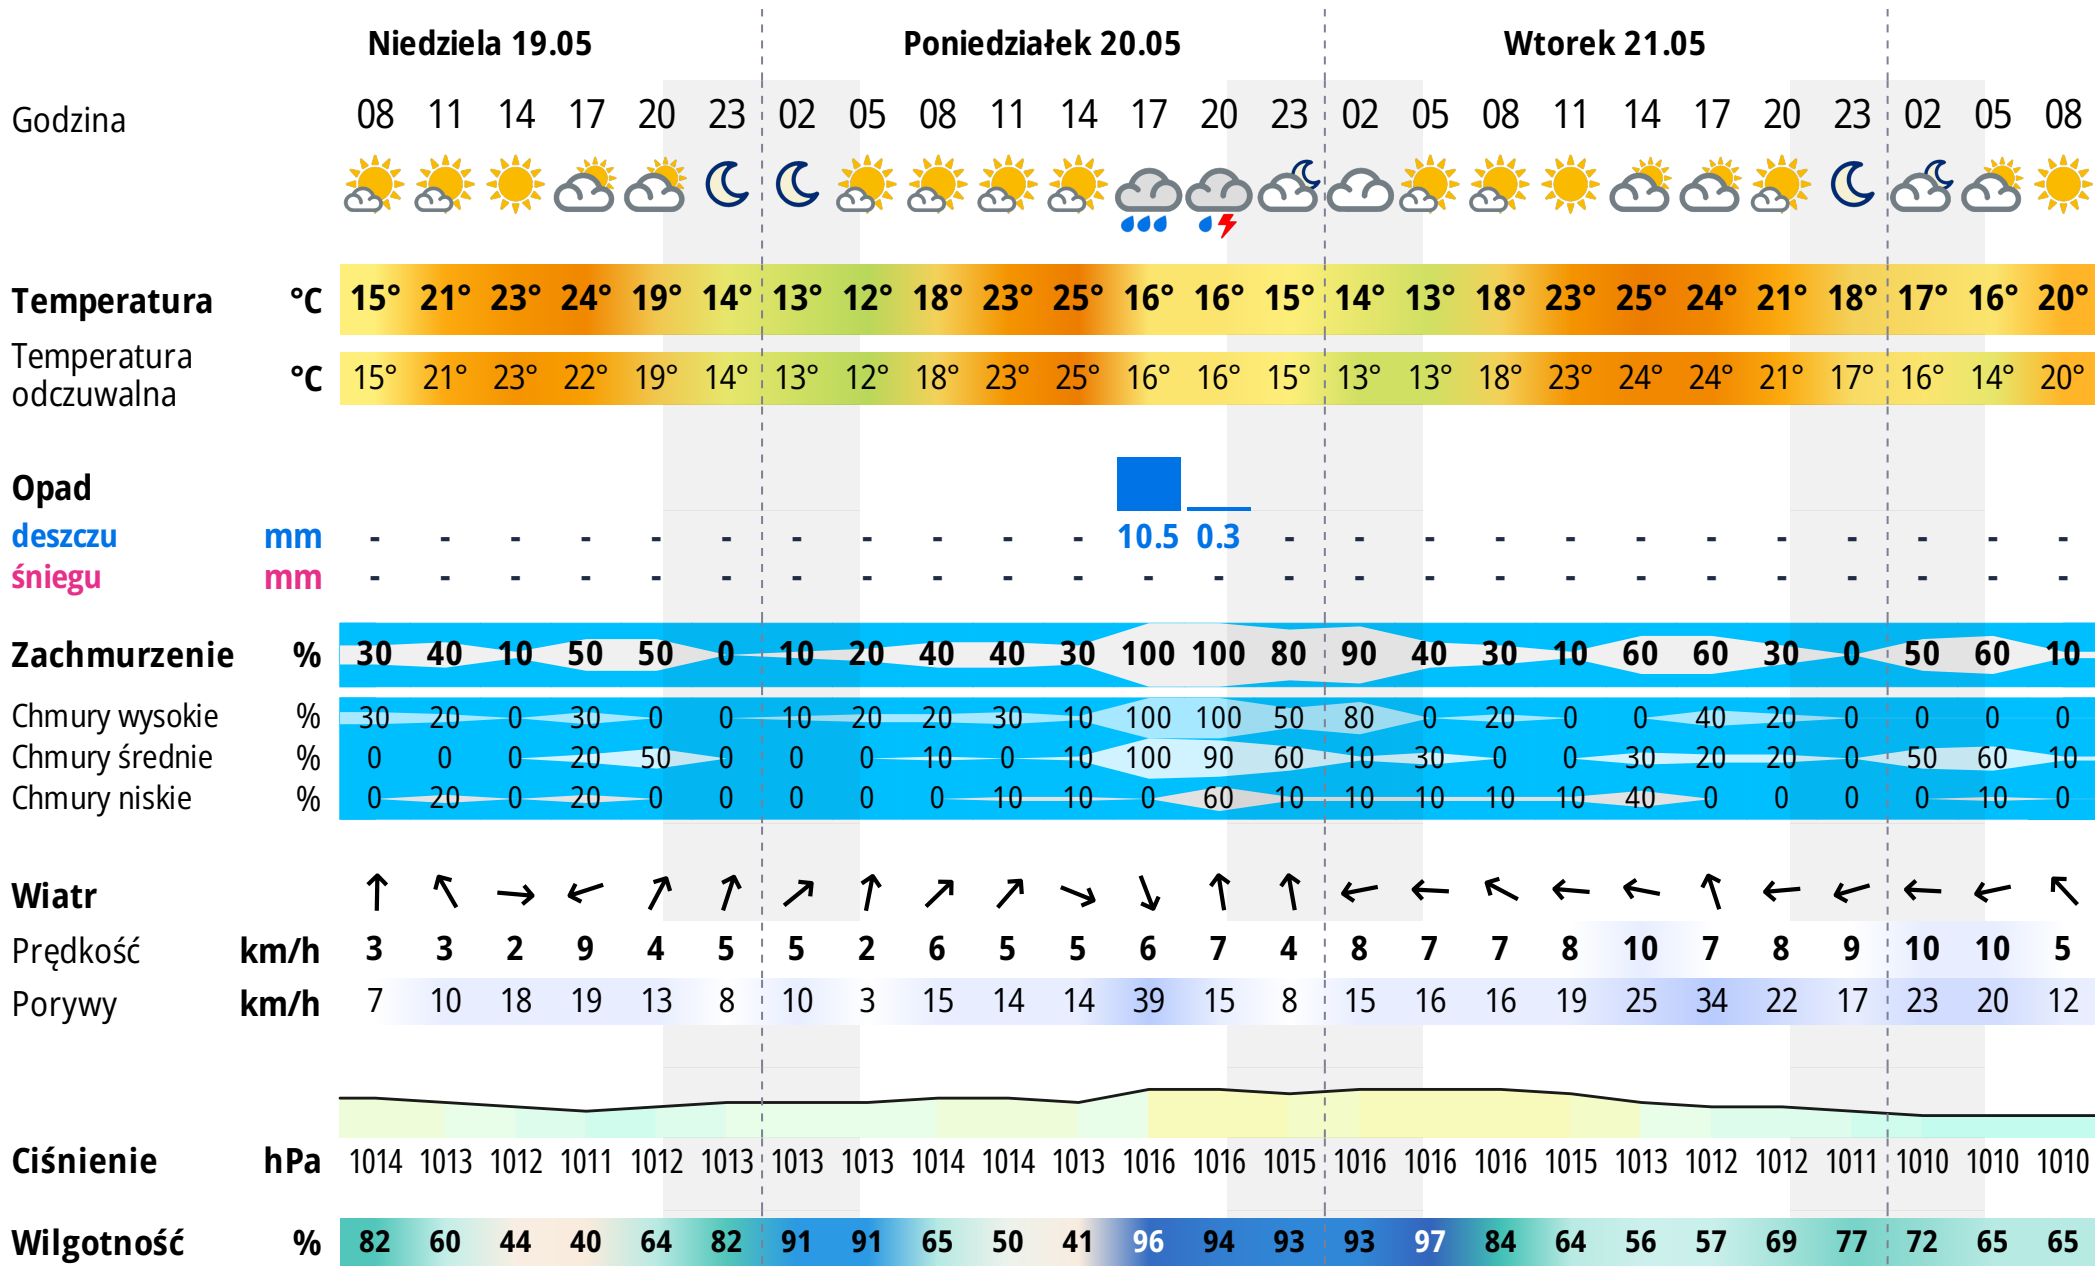 Niedziela 19.05 Poniedziałek 20.05 Wtorek 21.05
Godzina 08 11 14 17 20 23 02 05 08 11 14 17 20 23 02 05 08 11 14 17 20 23 02 05 08
Temperatura °C 15° 21° 23° 24° 19° 14° 13° 12° 18° 23° 25° 16° 16° 15° 14° 13° 18° 23° 25° 24° 21° 18° 17° 16° 20°
Temperatura
odczuwalna °C 15° 21° 23° 22° 19° 14° 13° 12° 18° 23° 25° 16° 16° 15° 13° 13° 18° 23° 24° 24° 21° 17° 16° 14° 20°
Opad
deszczu mm - - - - - - - - - - - 10.5 0.3 - - - - - - - - - - - -
śniegu mm - - - - - - - - - - - - - - - - - - - - - - - - -
Zachmurzenie % 30 40 10 50 50 0 10 20 40 40 30 100 100 80 90 40 30 10 60 60 30 0 50 60 10
Chmury wysokie % 30 20 0 30 0 0 10 20 20 30 10 100 100 50 80 0 20 0 0 40 20 0 0 0 0
Chmury średnie % 0 0 0 20 50 0 0 0 10 0 10 100 90 60 10 30 0 0 30 20 20 0 50 60 10
Chmury niskie % 0 20 0 20 0 0 0 0 0 10 10 0 60 10 10 10 10 10 40 0 0 0 0 10 0
Wiatr
Prędkość km/h 3 3 2 9 4 5 5 2 6 5 5 6 7 4 8 7 7 8 10 7 8 9 10 10 5
Porywy km/h 7 10 18 19 13 8 10 3 15 14 14 39 15 8 15 16 16 19 25 34 22 17 23 20 12
Ciśnienie hPa 1014 1013 1012 1011 1012 1013 1013 1013 1014 1014 1013 1016 1016 1015 1016 1016 1016 1015 1013 1012 1012 1011 1010 1010 1010
Wilgotność % 82 60 44 40 64 82 91 91 65 50 41 96 94 93 93 97 84 64 56 57 69 77 72 65 65